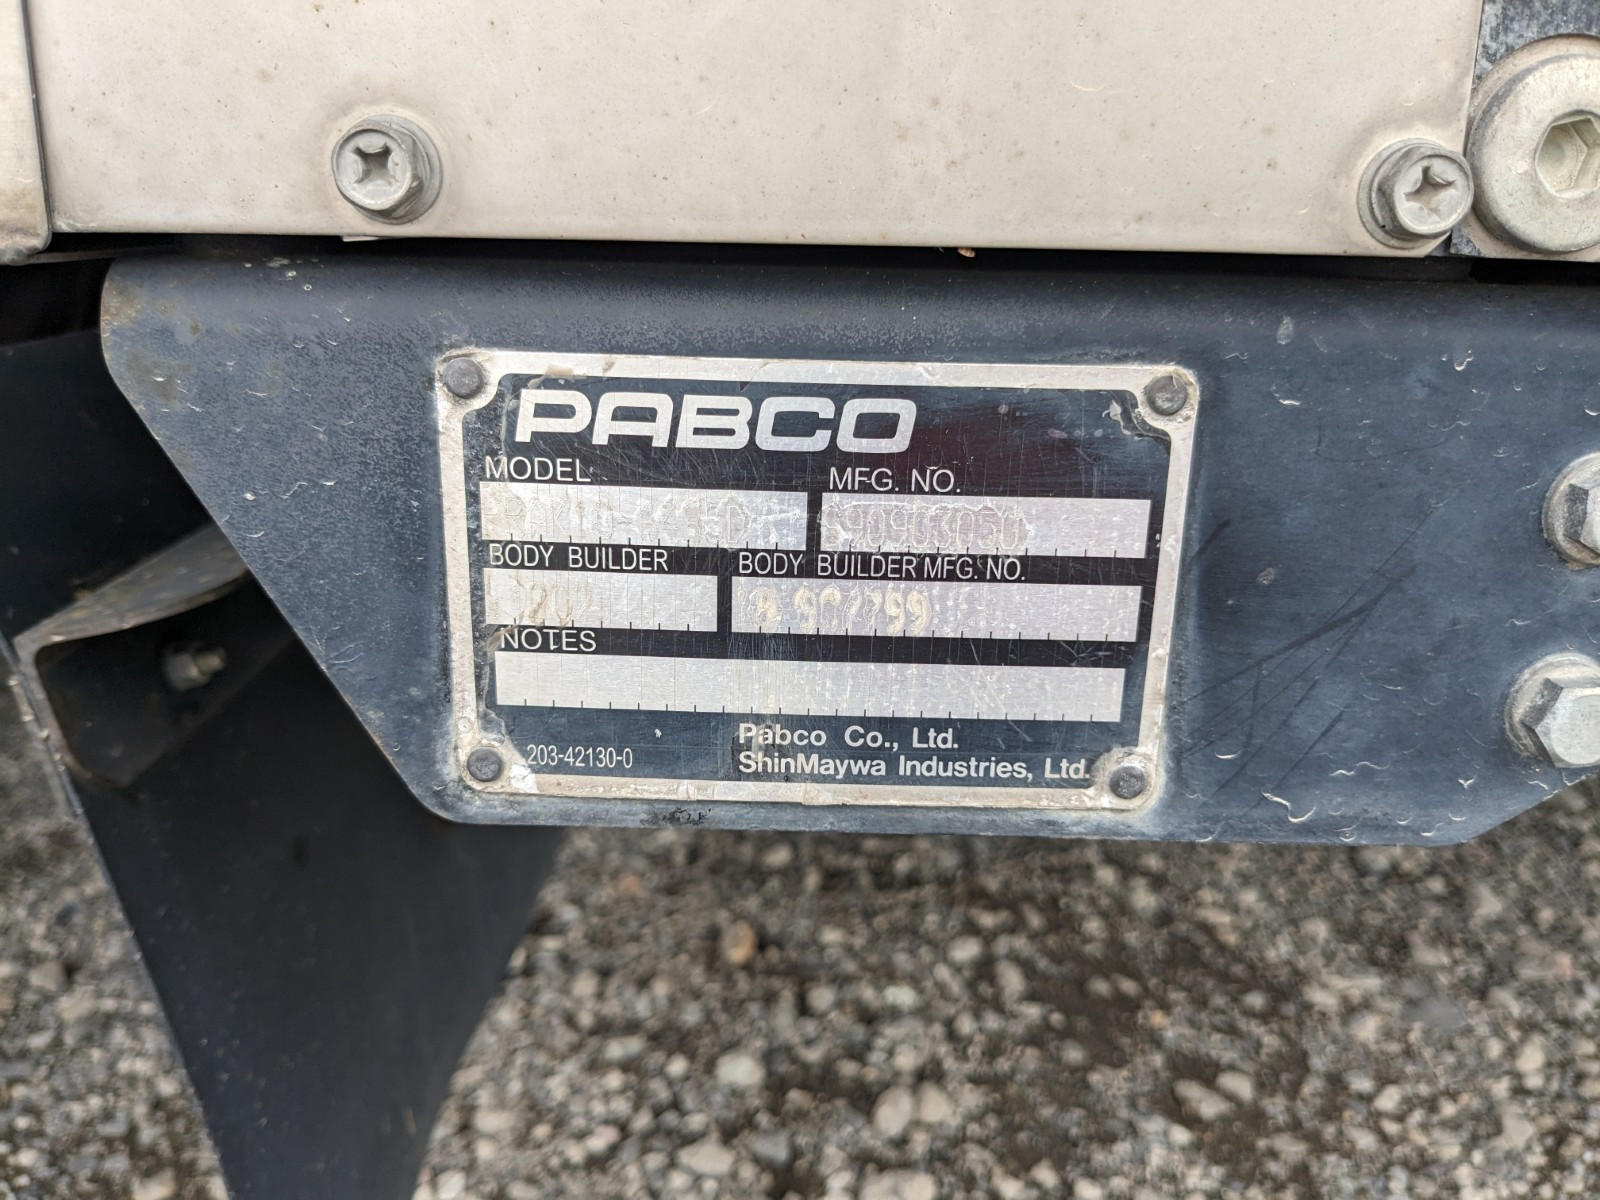 PABCO
MODEL MFG. NO.
BODY BUILDER BODY BUILDER MFG. NO.
NOTES
203-42130-0
Pabco Co., Ltd.
ShinMaywa Industries, Ltd.